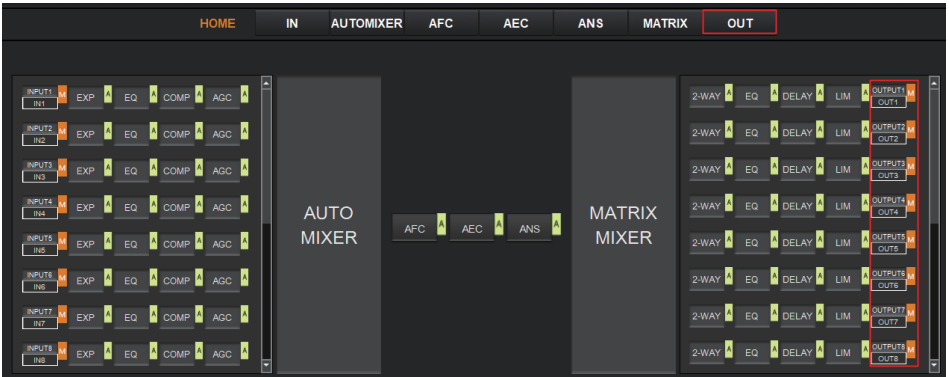 HOME IN AUTOMIXER AFC AEC ANS MATRIX OUT
INPUT1 M EXP A EQ A COMP A AGC A 2-WAY A EQ A DELAY A LIM A OUTPUT1 M
IN1 OUT1
INPUT2 M EXP A EQ A COMP A AGC A 2-WAY A EQ A DELAY A LIM A OUTPUT2 M
IN2 OUT2
INPUT3 M EXP A EQ A COMP A AGC A 2-WAY A EQ A DELAY A LIM A OUTPUT3 M
IN3 OUT3
INPUT4 M EXP A EQ A COMP A AGC A 2-WAY A EQ A DELAY A LIM A OUTPUT4 M
IN4 OUT4
AUTO MATRIX
MIXER AFC A AEC A ANS A MIXER
INPUT5 M EXP A EQ A COMP A AGC A 2-WAY A EQ A DELAY A LIM A OUTPUT5 M
IN5 OUT5
INPUT6 M EXP A EQ A COMP A AGC A 2-WAY A EQ A DELAY A LIM A OUTPUT6 M
IN6 OUT6
INPUT7 M EXP A EQ A COMP A AGC A 2-WAY A EQ A DELAY A LIM A OUTPUT7 M
IN7 OUT7
INPUT8 M EXP A EQ A COMP A AGC A 2-WAY A EQ A DELAY A LIM A OUTPUT8 M
IN8 OUT8